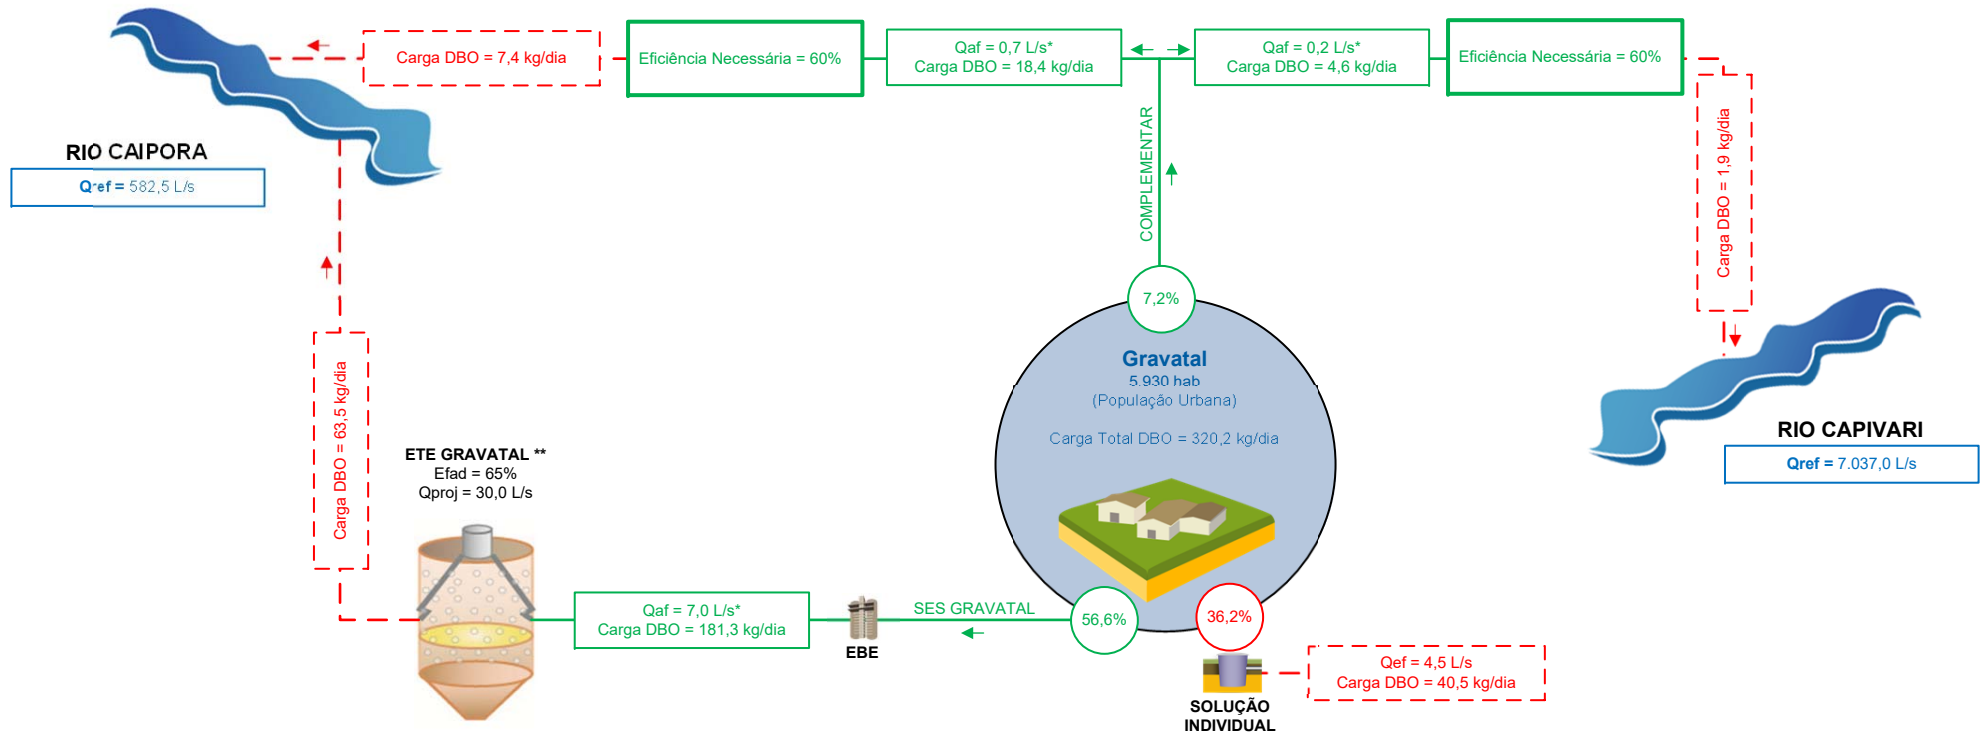 Carga DBO = 7,4 kg/dia
Eficiência Necessária = 60%
Qaf = 0,7 L/s*
Carga DBO = 18,4 kg/dia
Qaf = 0,2 L/s*
Carga DBO = 4,6 kg/dia
Eficiência Necessária = 60%
RIO CAIPORA
Qref = 582,5 L/s
COMPLEMENTAR
Carga DBO = 1,9 kg/dia
7,2%
Gravatal
5.930 hab
(População Urbana)
Carga Total DBO = 320,2 kg/dia
RIO CAPIVARI
Qref = 7.037,0 L/s
Carga DBO = 63,5 kg/dia
ETE GRAVATAL **
Efad = 65%
Qproj = 30,0 L/s
Qaf = 7,0 L/s*
Carga DBO = 181,3 kg/dia
EBE
SES GRAVATAL
56,6%
36,2%
Qef = 4,5 L/s
Carga DBO = 40,5 kg/dia
SOLUÇÃO
INDIVIDUAL